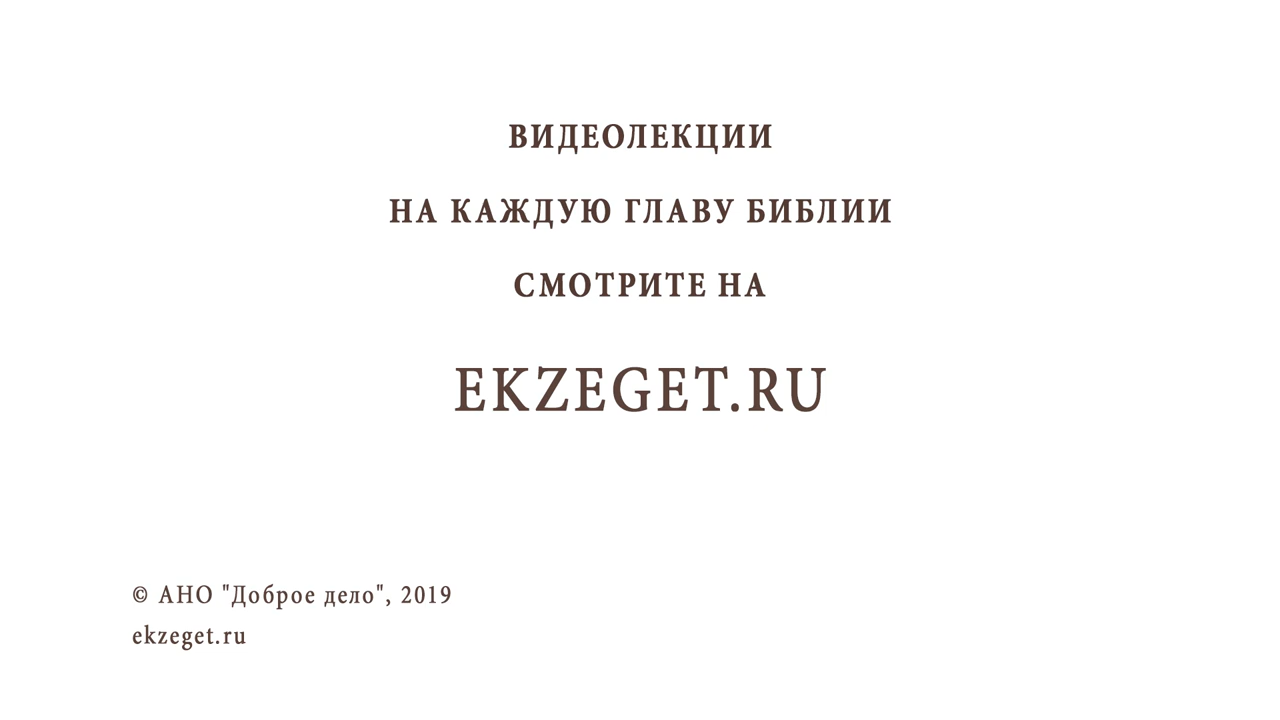 ВИДЕОЛЕКЦИИ
НА КАЖДУЮ ГЛАВУ БИБЛИИ
СМОТРИТЕ НА
EKZEGET.RU
© АНО "Доброе дело", 2019
ekzeget.ru